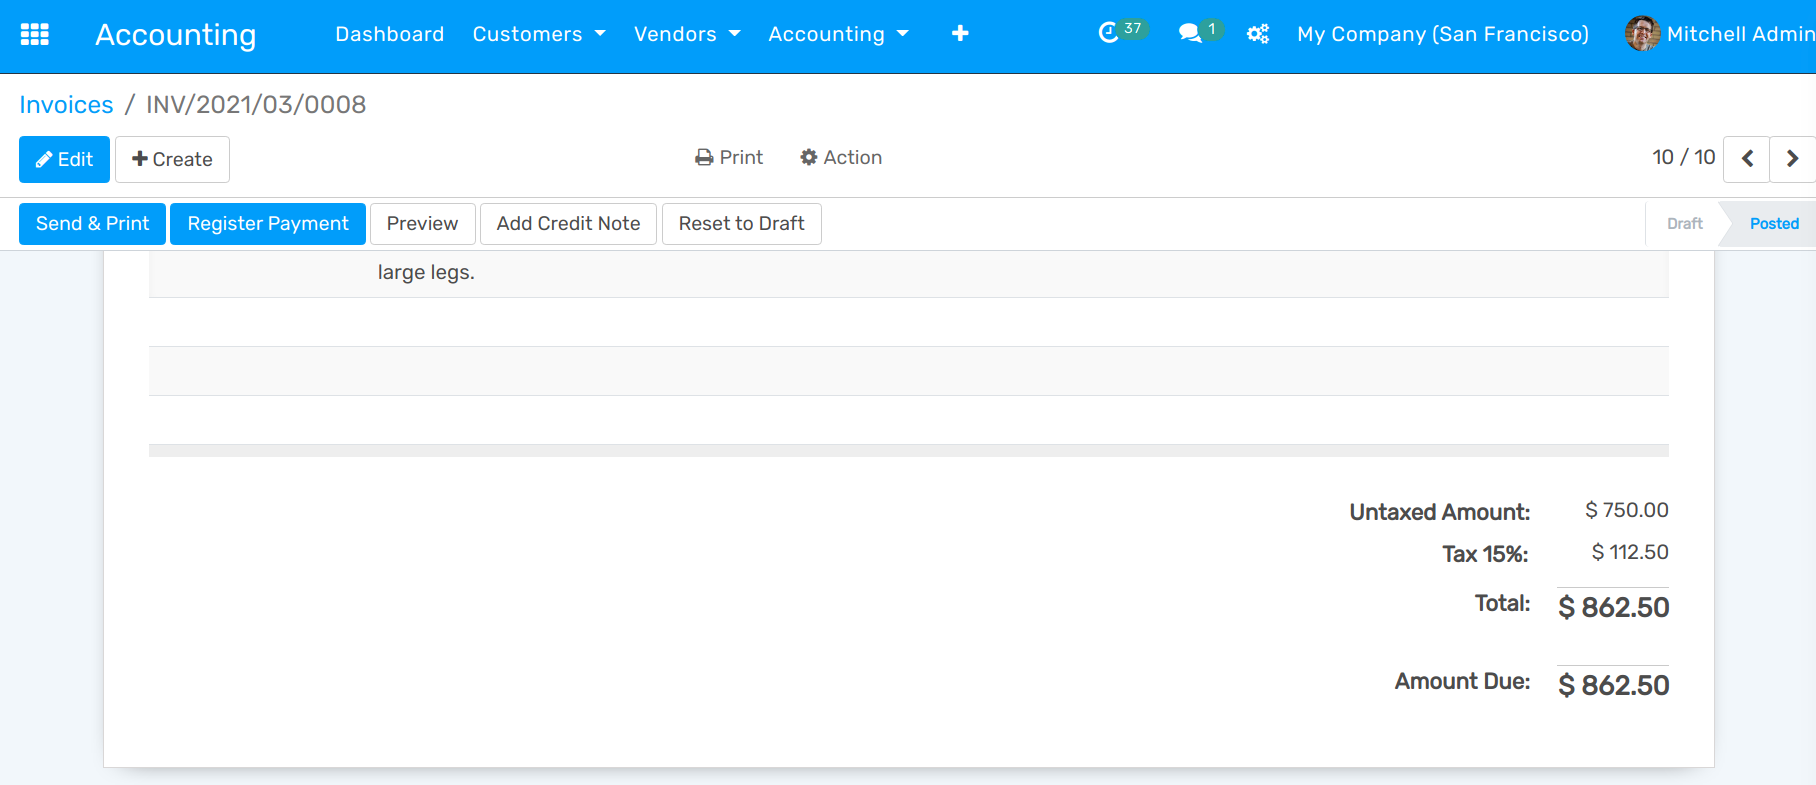 Accounting Dashboard Customers Vendors Accounting 37 1 My Company (San Francisco) Mitchell Admin
Invoices / INV/2021/03/0008
Edit Create Print Action 10 / 10
Send & Print Register Payment Preview Add Credit Note Reset to Draft Draft Posted
large legs.
Untaxed Amount: $ 750.00
Tax 15%: $ 112.50
Total: $ 862.50
Amount Due: $ 862.50